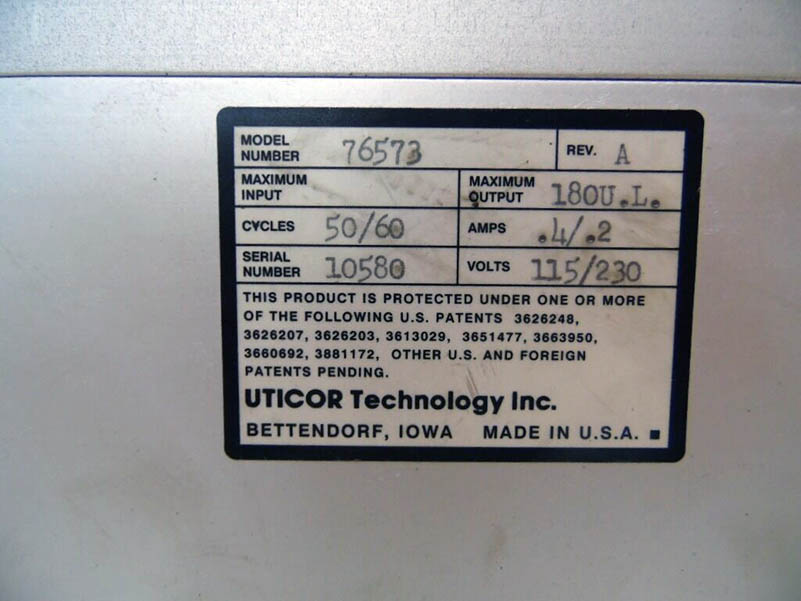 MODEL NUMBER 76573 REV. A
MAXIMUM INPUT MAXIMUM OUTPUT 180U.L.
CYCLES 50/60 AMPS .4/.2
SERIAL NUMBER 10580 VOLTS 115/230
THIS PRODUCT IS PROTECTED UNDER ONE OR MORE
OF THE FOLLOWING U.S. PATENTS 3626248,
3626207, 3626203, 3613029, 3651477, 3663950,
3660692, 3881172, OTHER U.S. AND FOREIGN
PATENTS PENDING.
UTICOR Technology Inc.
BETTENDORF, IOWA MADE IN U.S.A.